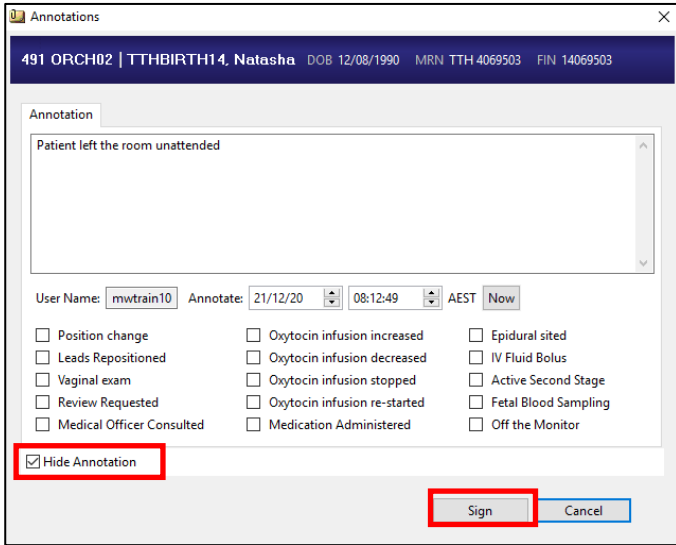 Annotations
491 ORCH02 | TTHBIRTH14, Natasha DOB 12/08/1990 MRN TTH 4069503 FIN 14069503
Annotation
Patient left the room unattended
User Name: mwtrain10 Annotate: 21/12/20 08:12:49 AEST Now
Position change Oxytocin infusion increased Epidural sited
Leads Repositioned Oxytocin infusion decreased IV Fluid Bolus
Vaginal exam Oxytocin infusion stopped Active Second Stage
Review Requested Oxytocin infusion re-started Fetal Blood Sampling
Medical Officer Consulted Medication Administered Off the Monitor
Hide Annotation
Sign Cancel